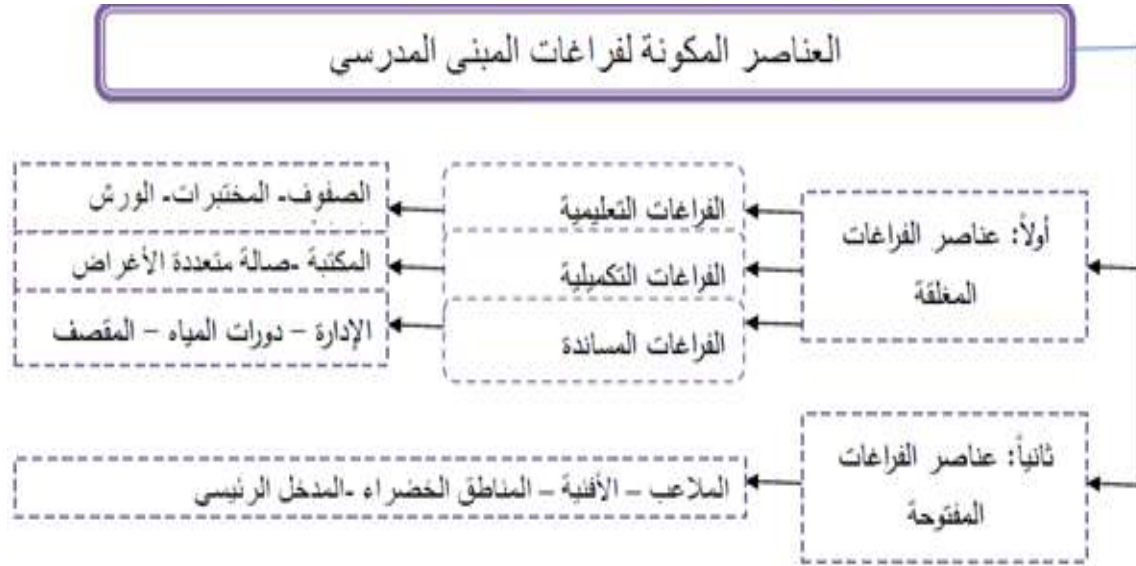 العناصر المكونة لفراغات المبنى المدرسي
أولاً: عناصر الفراغات
المغلقة
الفراغات التعليمية
الصفوف- المختبرات- الورش
الفراغات التكميلية
المكتبة -صالة متعددة الأغراض
الفراغات المساندة
الإدارة – دورات المياه – المقصف
ثانياً: عناصر الفراغات
المفتوحة
الملاعب – الأفنية – المناطق الخضراء -المدخل الرئيسي